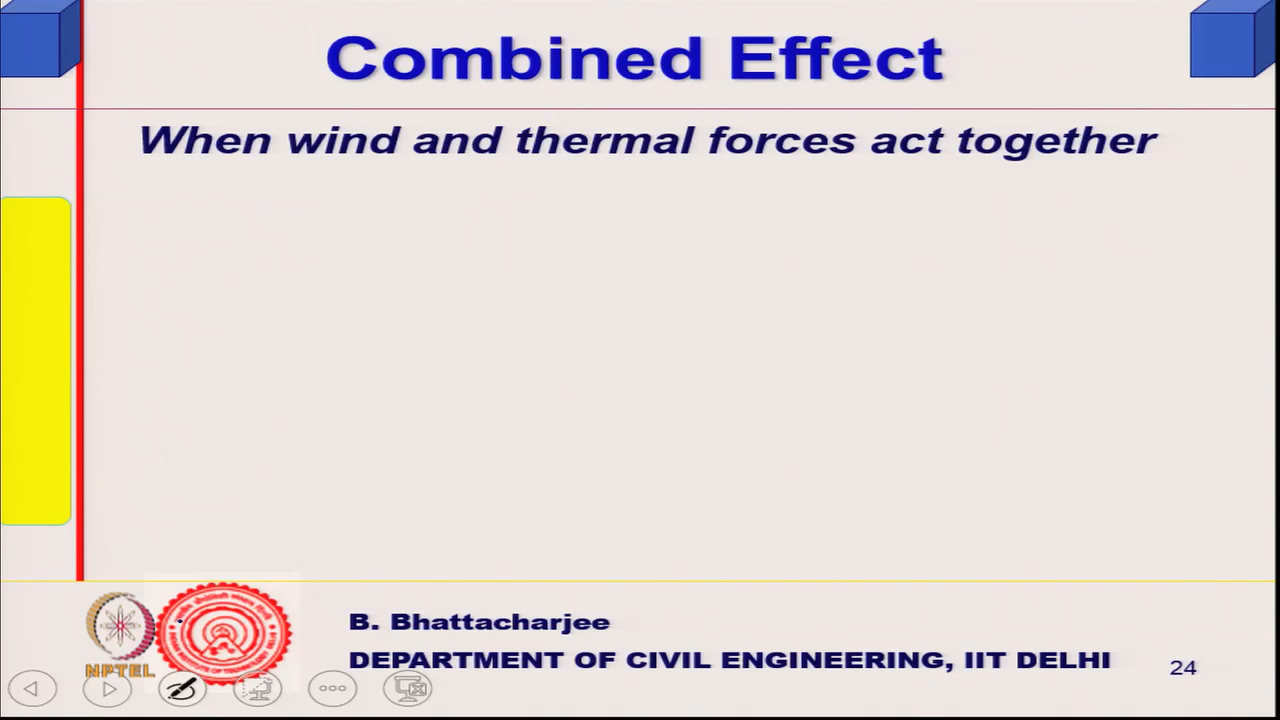 Combined Effect
When wind and thermal forces act together
B. Bhattacharjee
DEPARTMENT OF CIVIL ENGINEERING, IIT DELHI
24
NPTEL